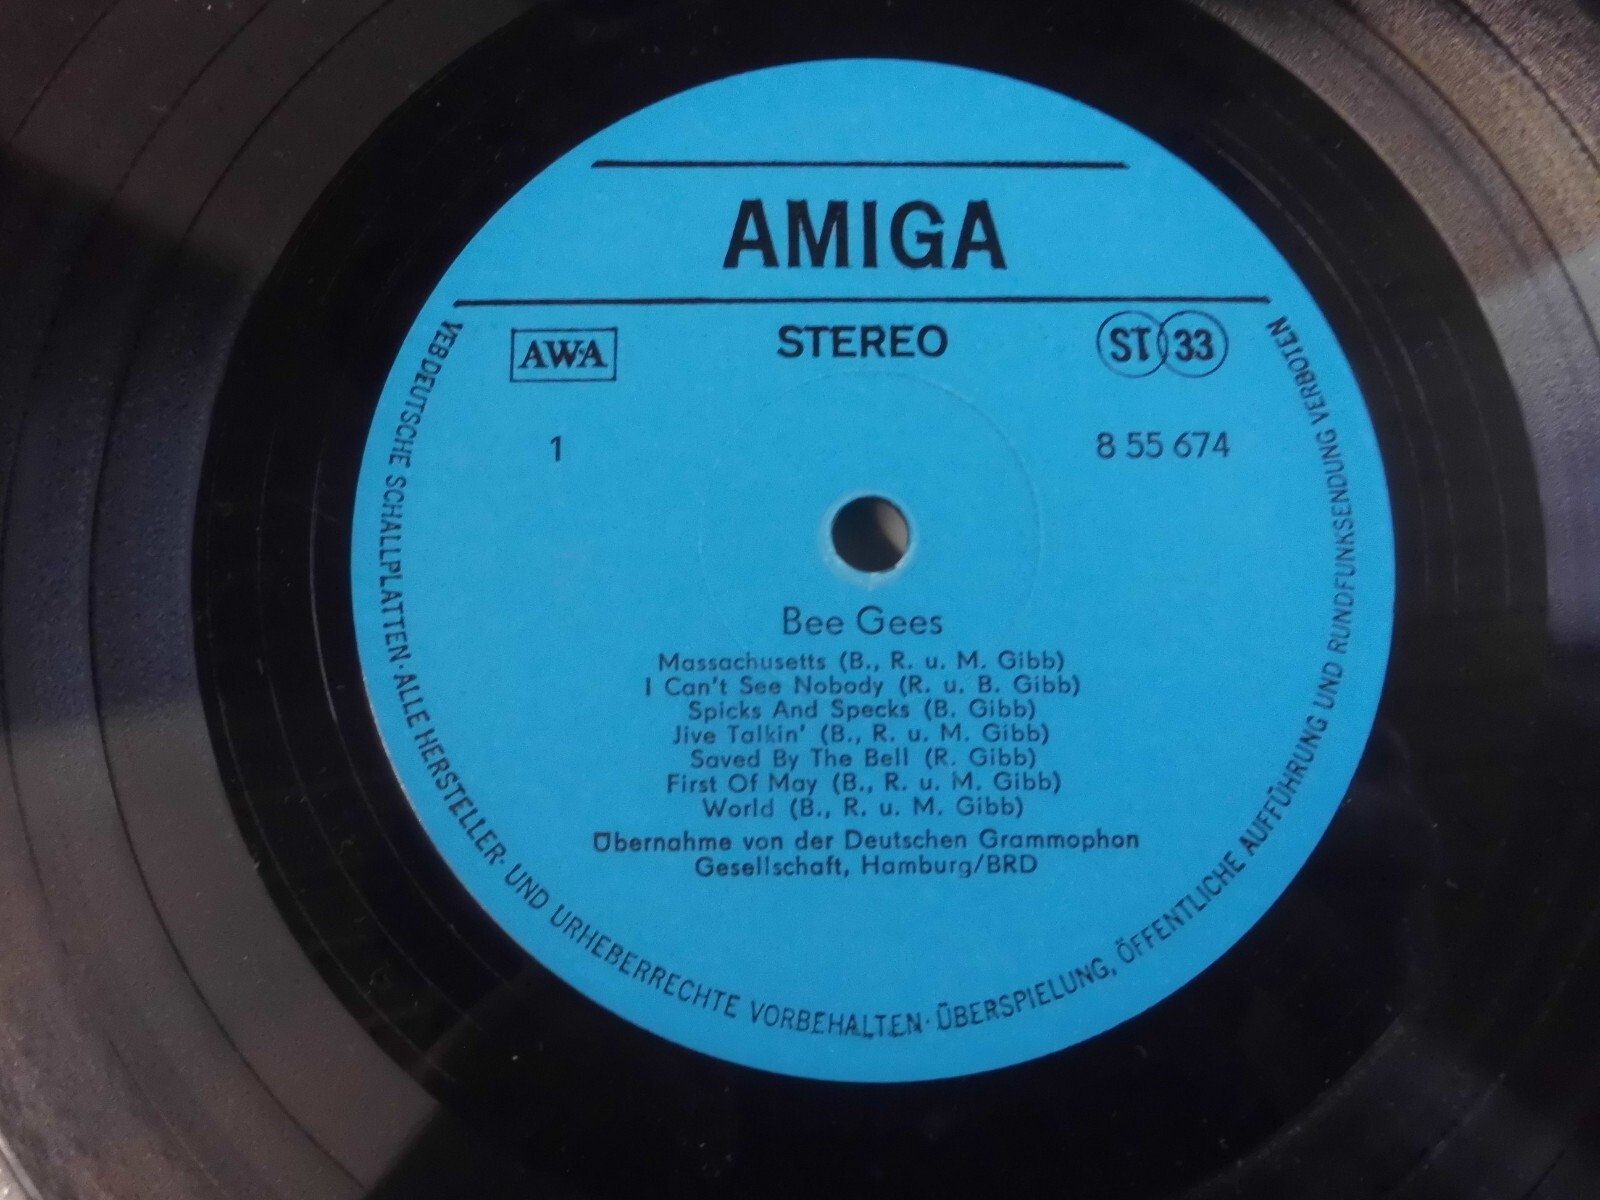 AMIGA
AWA
STEREO
ST 33
1
8 55 674
Bee Gees
Massachusetts (B., R. u. M. Gibb)
I Can't See Nobody (R. u. B. Gibb)
Spicks And Specks (B. Gibb)
Jive Talkin' (B., R. u. M. Gibb)
Saved By The Bell (R. Gibb)
First Of May (B., R. u. M. Gibb)
World (B., R. u. M. Gibb)
Übernahme von der Deutschen Grammophon
Gesellschaft, Hamburg/BRD
VEB DEUTSCHE SCHALLPLATTEN · ALLE HERSTELLER- UND URHEBERRECHTE VORBEHALTEN · ÜBERSPIELUNG, ÖFFENTLICHE AUFFÜHRUNG UND RUNDFUNKSENDUNG VERBOTEN